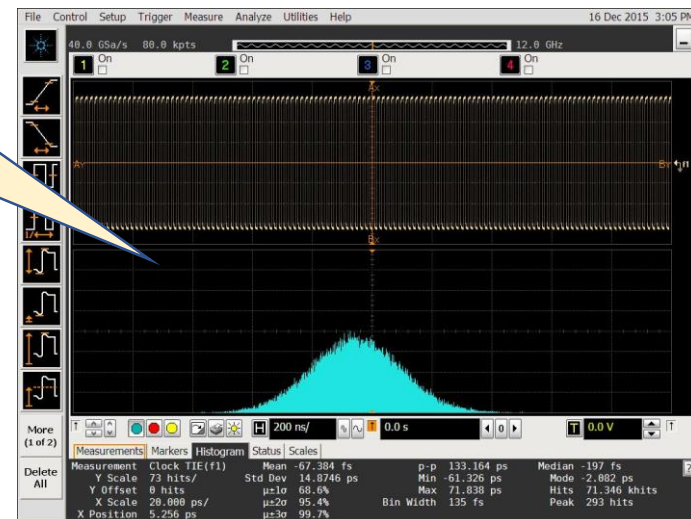 File Control Setup Trigger Measure Analyze Utilities Help 16 Dec 2015 3:05 PM
40.0 GSa/s 80.0 kpts 12.0 GHz
1 On 2 On 3 On 4 On
Ax
Ay By f1
Bx
More
(1 of 2)
Delete
All
T H 200 ns/ 0.0 s 0 T 0.0 V T
Measurements Markers Histogram Status Scales
Measurement Clock TIE(f1) Mean -67.384 fs p-p 133.164 ps Median -197 fs
Y Scale 73 hits/ Std Dev 14.8746 ps Min -61.326 ps Mode -2.082 ps
Y Offset 0 hits μ±1σ 68.6% Max 71.838 ps Hits 71.346 khits
X Scale 20.000 ps/ μ±2σ 95.4% Bin Width 135 fs Peak 293 hits
X Position 5.256 ps μ±3σ 99.7%